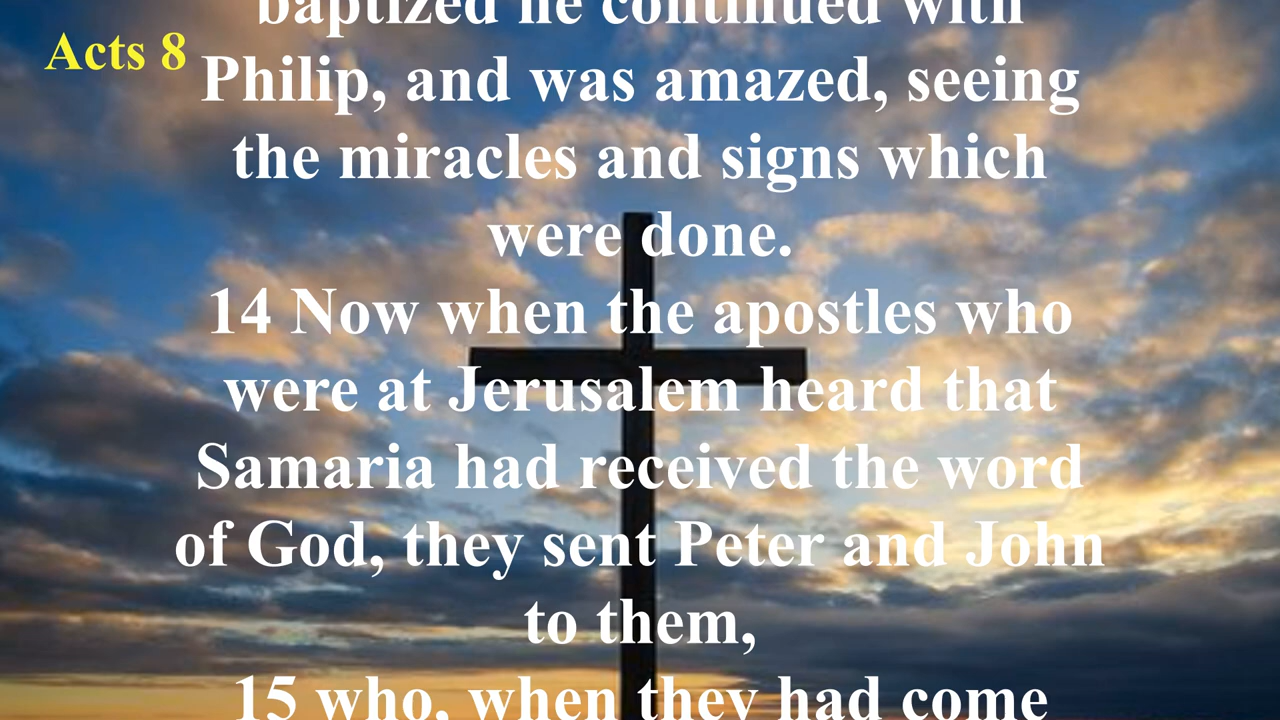 Acts 8
baptized he continued with
Philip, and was amazed, seeing
the miracles and signs which
were done.
14 Now when the apostles who
were at Jerusalem heard that
Samaria had received the word
of God, they sent Peter and John
to them,
15 who, when they had come